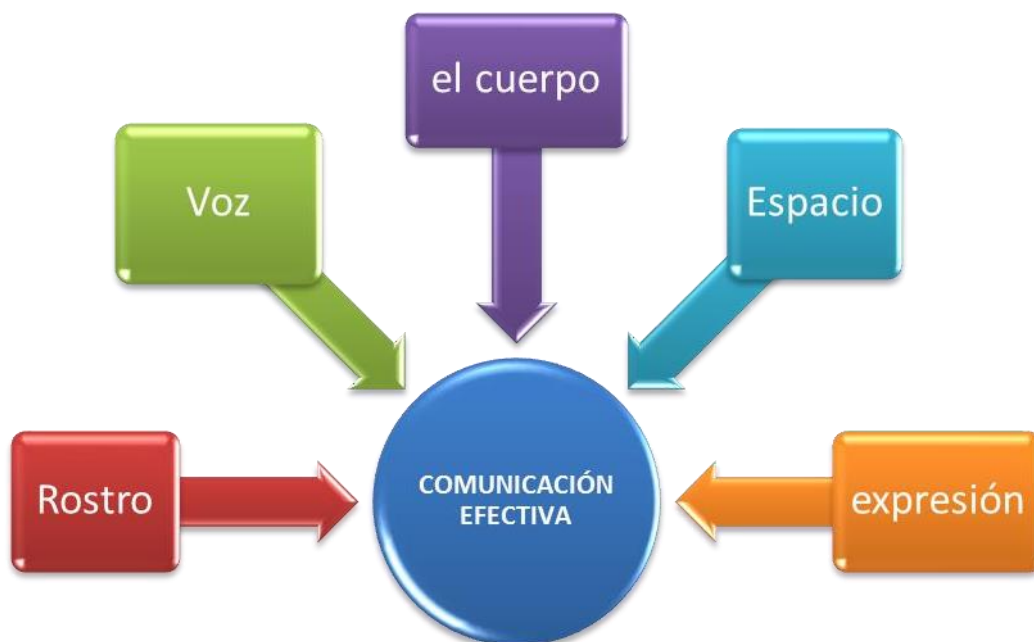 el cuerpo
Voz
Espacio
Rostro
COMUNICACIÓN
EFECTIVA
expresión